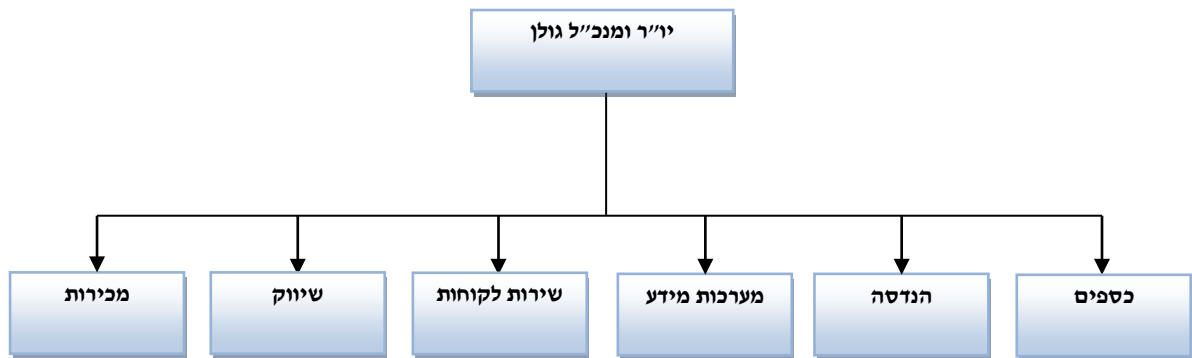 יו״ר ומנכ״ל גולן
כספים
הנדסה
מערכות מידע
שירות לקוחות
שיווק
מכירות